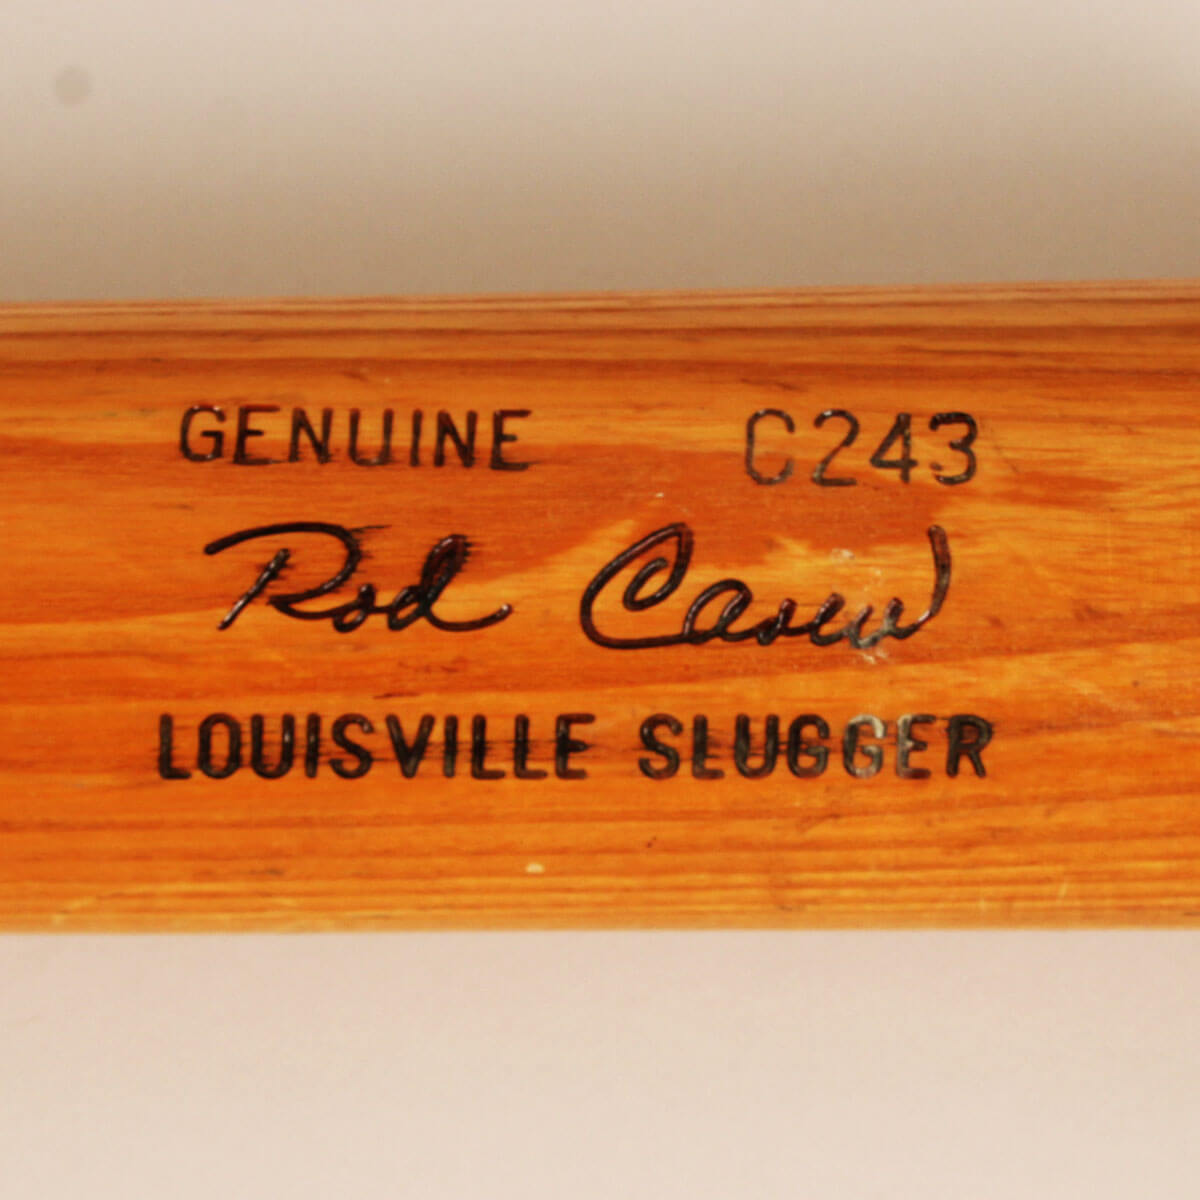 GENUINE C243
Rod Carew
LOUISVILLE SLUGGER